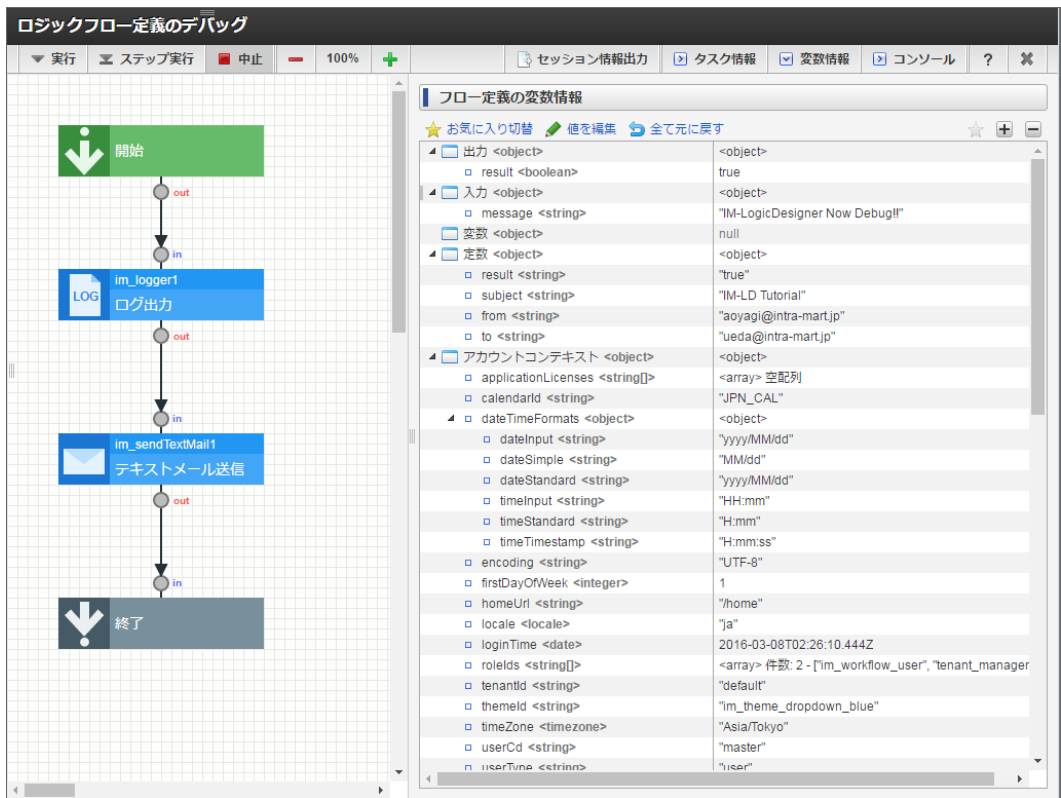 ロジックフロー定義のデバッグ
実行 ステップ実行 中止 100% セッション情報出力 タスク情報 変数情報 コンソール ?
フロー定義の変数情報
お気に入り切替 値を編集 全て元に戻す
開始
out
in
im_logger1
LOG
ログ出力
out
in
im_sendTextMail1
テキストメール送信
out
in
終了
出力 <object> <object>
result <boolean> true
入力 <object> <object>
message <string> "IM-LogicDesigner Now Debug!!"
変数 <object> null
定数 <object> <object>
result <string> "true"
subject <string> "IM-LD Tutorial"
from <string> "aoyagi@intra-mart.jp"
to <string> "ueda@intra-mart.jp"
アカウントコンテキスト <object> <object>
applicationLicenses <string[]> <array> 空配列
calendarId <string> "JPN_CAL"
dateTimeFormats <object> <object>
dateInput <string> "yyyy/MM/dd"
dateSimple <string> "MM/dd"
dateStandard <string> "yyyy/MM/dd"
timeInput <string> "HH:mm"
timeStandard <string> "H:mm"
timeTimestamp <string> "H:mm:ss"
encoding <string> "UTF-8"
firstDayOfWeek <integer> 1
homeUrl <string> "/home"
locale <locale> "ja"
loginTime <date> 2016-03-08T02:26:10.444Z
roleIds <string[]> <array> 件数: 2 - ["im_workflow_user", "tenant_manager
tenantId <string> "default"
themeId <string> "im_theme_dropdown_blue"
timeZone <timezone> "Asia/Tokyo"
userCd <string> "master"
userType <string> "user"